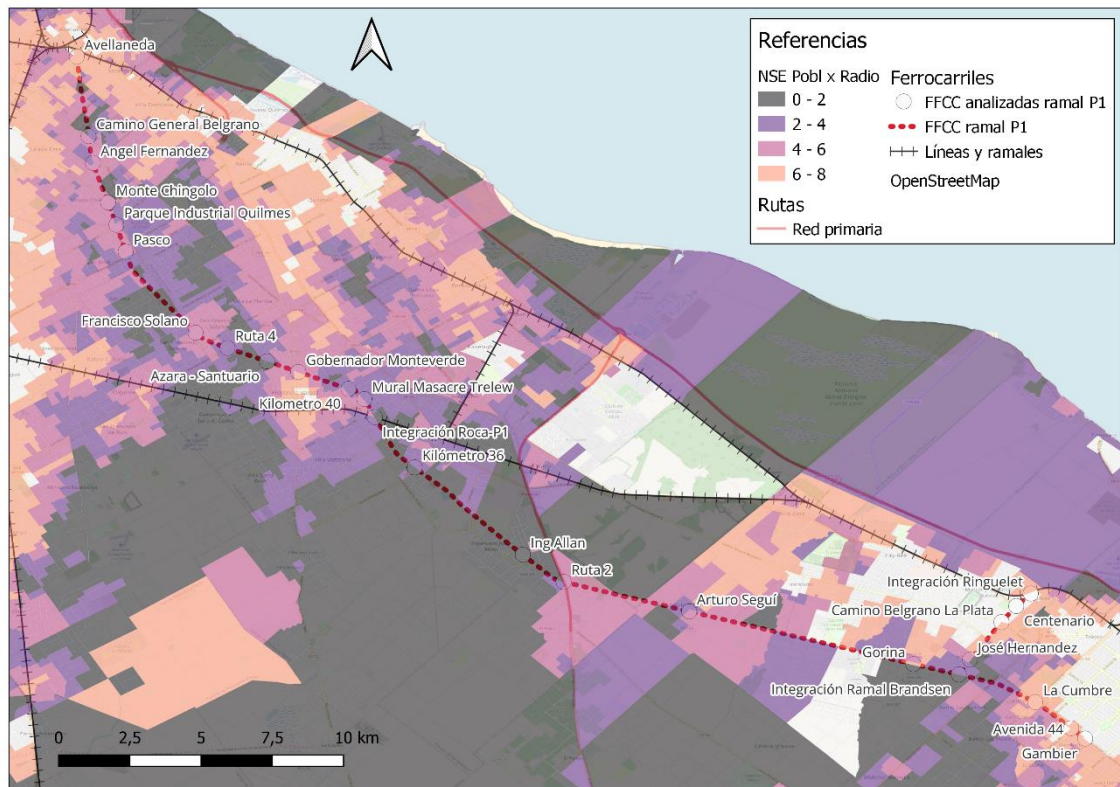 Avellaneda
Camino General Belgrano
Angel Fernandez
Monte Chingolo
Parque Industrial Quilmes
Pasco
Francisco Solano
Ruta 4
Azara - Santuario
Gobernador Monteverde
Mural Masacre Trelew
Kilometro 40
Integración Roca-P1
Kilómetro 36
Ing Allan
Ruta 2
Arturo Seguí
Integración Ringuelet
Camino Belgrano La Plata
Centenario
José Hernandez
Gorina
Integración Ramal Brandsen
La Cumbre
Avenida 44
Gambier
Referencias
NSE Pobl x Radio
0 - 2
2 - 4
4 - 6
6 - 8
Ferrocarriles
FFCC analizadas ramal P1
FFCC ramal P1
Líneas y ramales
OpenStreetMap
Rutas
Red primaria
0 2,5 5 7,5 10 km